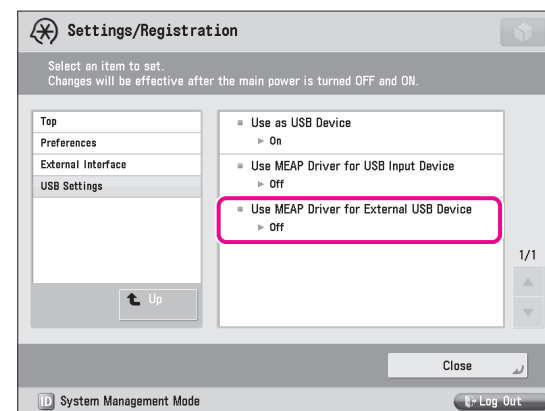 Settings/Registration
Select an item to set.
Changes will be effective after the main power is turned OFF and ON.
Top
Preferences
External Interface
USB Settings
Up
Use as USB Device
On
Use MEAP Driver for USB Input Device
Off
Use MEAP Driver for External USB Device
Off
1/1
Close
ID System Management Mode
Log Out